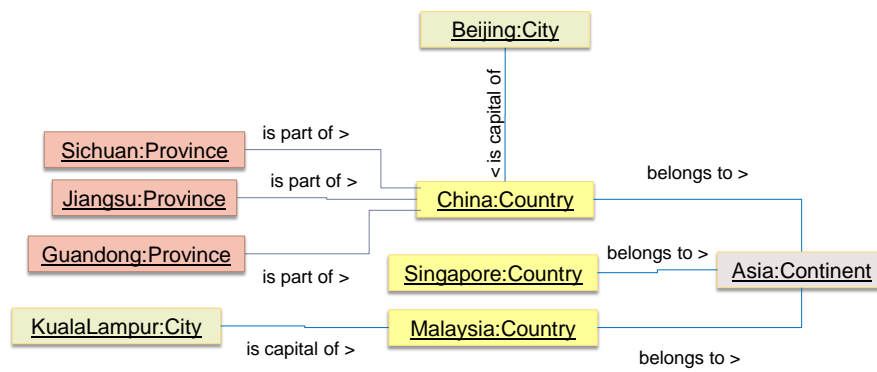 Beijing:City
< is capital of
is part of >
Sichuan:Province
is part of >
belongs to >
Jiangsu:Province
China:Country
Guandong:Province
belongs to >
is part of >
Singapore:Country
Asia:Continent
KualaLampur:City
Malaysia:Country
is capital of >
belongs to >